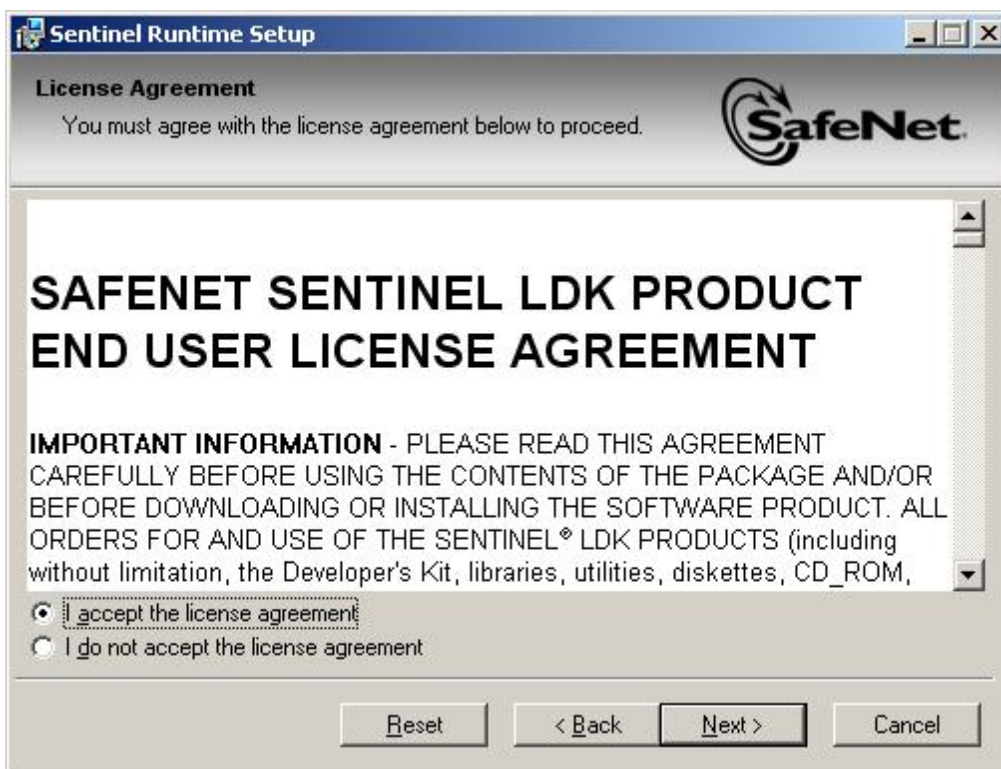 Sentinel Runtime Setup
License Agreement
You must agree with the license agreement below to proceed.
SafeNet.
SAFENET SENTINEL LDK PRODUCT
END USER LICENSE AGREEMENT
IMPORTANT INFORMATION - PLEASE READ THIS AGREEMENT
CAREFULLY BEFORE USING THE CONTENTS OF THE PACKAGE AND/OR
BEFORE DOWNLOADING OR INSTALLING THE SOFTWARE PRODUCT. ALL
ORDERS FOR AND USE OF THE SENTINEL® LDK PRODUCTS (including
without limitation, the Developer's Kit, libraries, utilities, diskettes, CD_ROM,
I accept the license agreement
I do not accept the license agreement
Reset < Back Next > Cancel